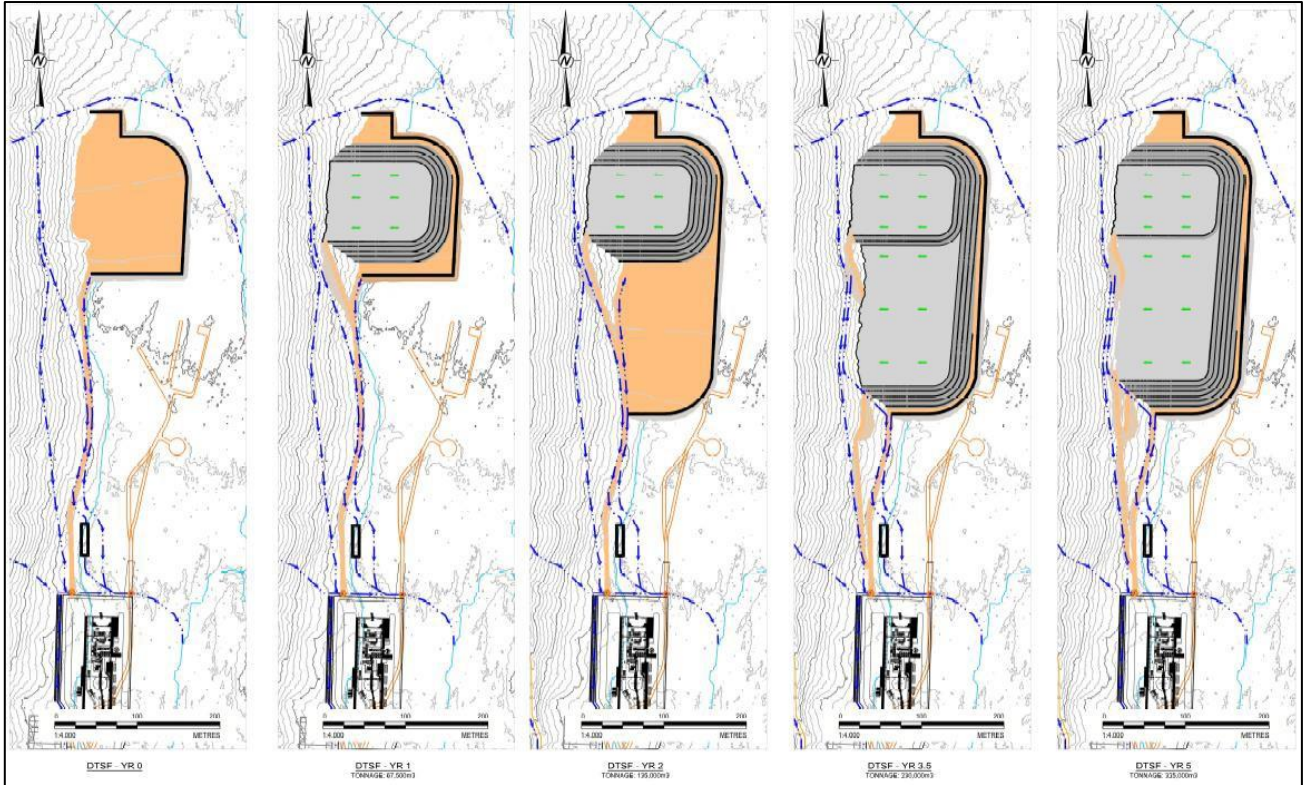 N
N
N
N
N
0 100 200
1:4,000 METRES
0 100 200
1:4,000 METRES
0 100 200
1:4,000 METRES
0 100 200
1:4,000 METRES
0 100 200
1:4,000 METRES
DTSF - YR 0
DTSF - YR 1
TONNAGE: 67,500m3
DTSF - YR 2
TONNAGE: 135,000m3
DTSF - YR 3.5
TONNAGE: 230,000m3
DTSF - YR 5
TONNAGE: 335,000m3